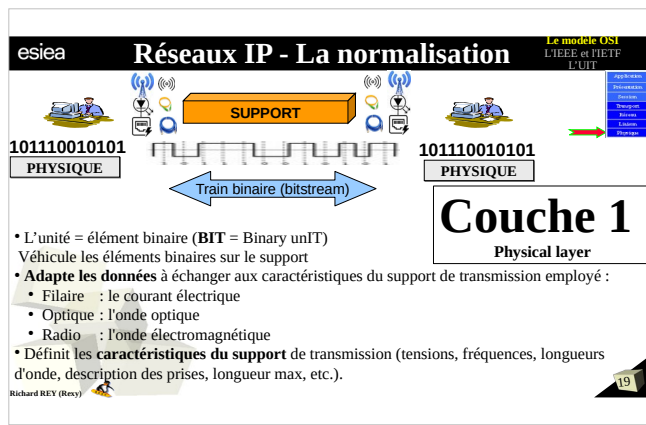 esiea
Réseaux IP - La normalisation
Le modèle OSI
L'IEEE et l'IETF
L'UIT
Application
Présentation
Session
Transport
Réseau
Liaison
Physique
SUPPORT
101110010101
PHYSIQUE
101110010101
PHYSIQUE
Train binaire (bitstream)
Couche 1
Physical layer
• L'unité = élément binaire (BIT = Binary unIT)
Véhicule les éléments binaires sur le support
• Adapte les données à échanger aux caractéristiques du support de transmission employé :
• Filaire : le courant électrique
• Optique : l'onde optique
• Radio : l'onde électromagnétique
• Définit les caractéristiques du support de transmission (tensions, fréquences, longueurs
d'onde, description des prises, longueur max, etc.).
Richard REY (Rexy)
19